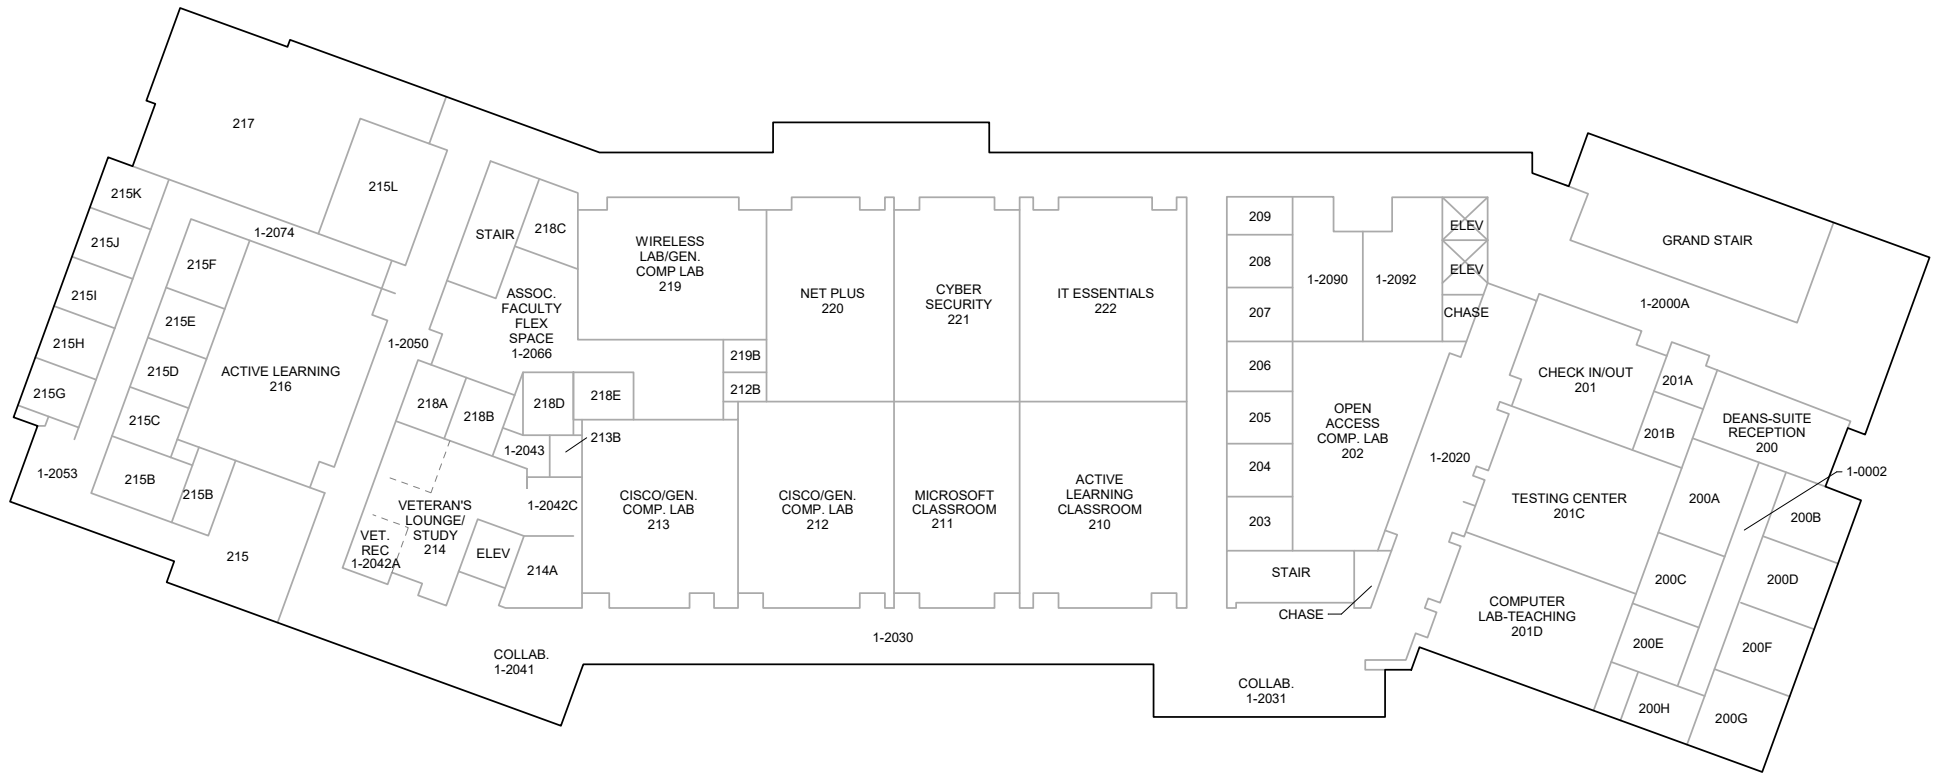 217
215K
215L
215J
1-2074
STAIR
218C
215F
215I
215E
215H
215D
ACTIVE LEARNING
216
1-2050
215G
215C
1-2053
215B
215B
215
ASSOC.
FACULTY
FLEX
SPACE
1-2066
218A
218B
218D
218E
1-2043
213B
1-2042C
VETERAN'S
LOUNGE/
STUDY
214
VET.
REC
1-2042A
ELEV
214A
COLLAB.
1-2041
WIRELESS
LAB/GEN.
COMP LAB
219
219B
212B
NET PLUS
220
CYBER
SECURITY
221
IT ESSENTIALS
222
CISCO/GEN.
COMP. LAB
213
CISCO/GEN.
COMP. LAB
212
MICROSOFT
CLASSROOM
211
ACTIVE
LEARNING
CLASSROOM
210
1-2030
209
208
207
206
205
204
203
1-2090
1-2092
ELEV
ELEV
CHASE
OPEN
ACCESS
COMP. LAB
202
STAIR
CHASE
COLLAB.
1-2031
1-2020
GRAND STAIR
1-2000A
CHECK IN/OUT
201
201A
201B
DEANS-SUITE
RECEPTION
200
1-0002
TESTING CENTER
201C
200A
200B
200C
200D
COMPUTER
LAB-TEACHING
201D
200E
200F
200H
200G